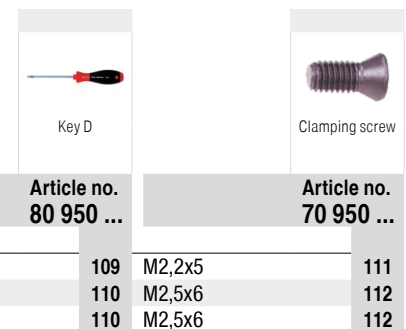 Key D
Clamping screw
Article no.
80 950 ...
Article no.
70 950 ...
109 M2,2x5 111
110 M2,5x6 112
110 M2,5x6 112